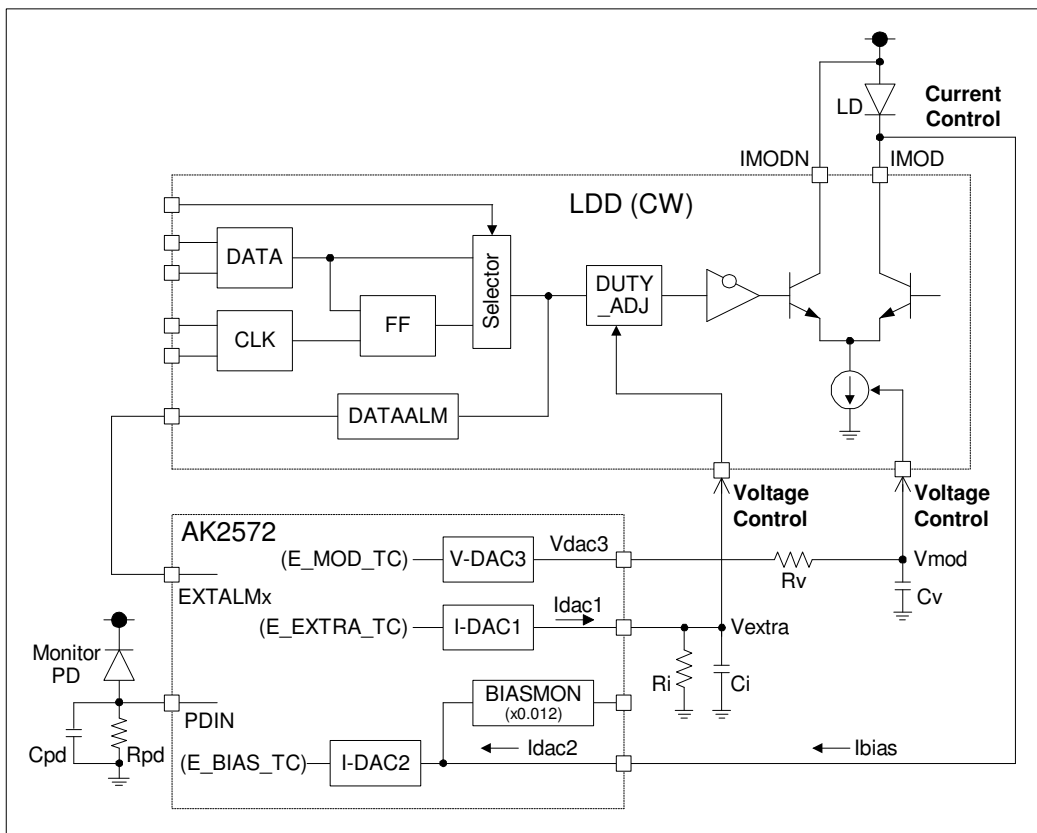 LD
Current
Control
IMODN
IMOD
LDD (CW)
DATA
CLK
FF
Selector
DUTY
_ADJ
DATAALM
Voltage
Control
Voltage
Control
AK2572
(E_MOD_TC)
V-DAC3
Vdac3
Rv
Vmod
Cv
EXTALMx
(E_EXTRA_TC)
I-DAC1
Idac1
Vextra
Ri
Ci
Monitor
PD
PDIN
Cpd
Rpd
BIASMON
(x0.012)
(E_BIAS_TC)
I-DAC2
Idac2
Ibias